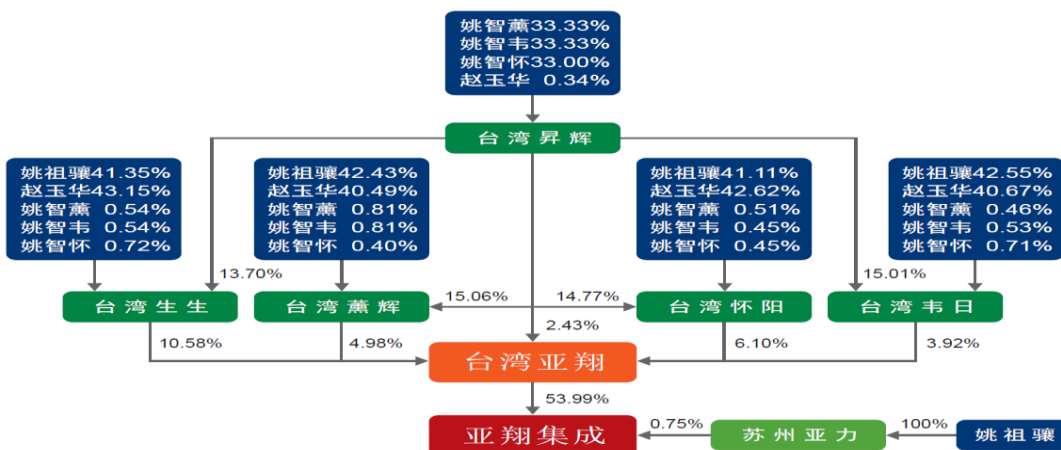 姚智薰33.33%
姚智韦33.33%
姚智怀33.00%
赵玉华 0.34%
台湾昇辉
姚祖骧41.35%
赵玉华43.15%
姚智薰 0.54%
姚智韦 0.54%
姚智怀 0.72%
姚祖骧42.43%
赵玉华40.49%
姚智薰 0.81%
姚智韦 0.81%
姚智怀 0.40%
姚祖骧41.11%
赵玉华42.62%
姚智薰 0.51%
姚智韦 0.45%
姚智怀 0.45%
姚祖骧42.55%
赵玉华40.67%
姚智薰 0.46%
姚智韦 0.53%
姚智怀 0.71%
13.70%
15.01%
台湾生生
台湾薰辉
15.06%
14.77%
台湾怀阳
台湾韦日
10.58%
4.98%
2.43%
6.10%
3.92%
台湾亚翔
53.99%
亚翔集成
0.75%
苏州亚力
100%
姚祖骧